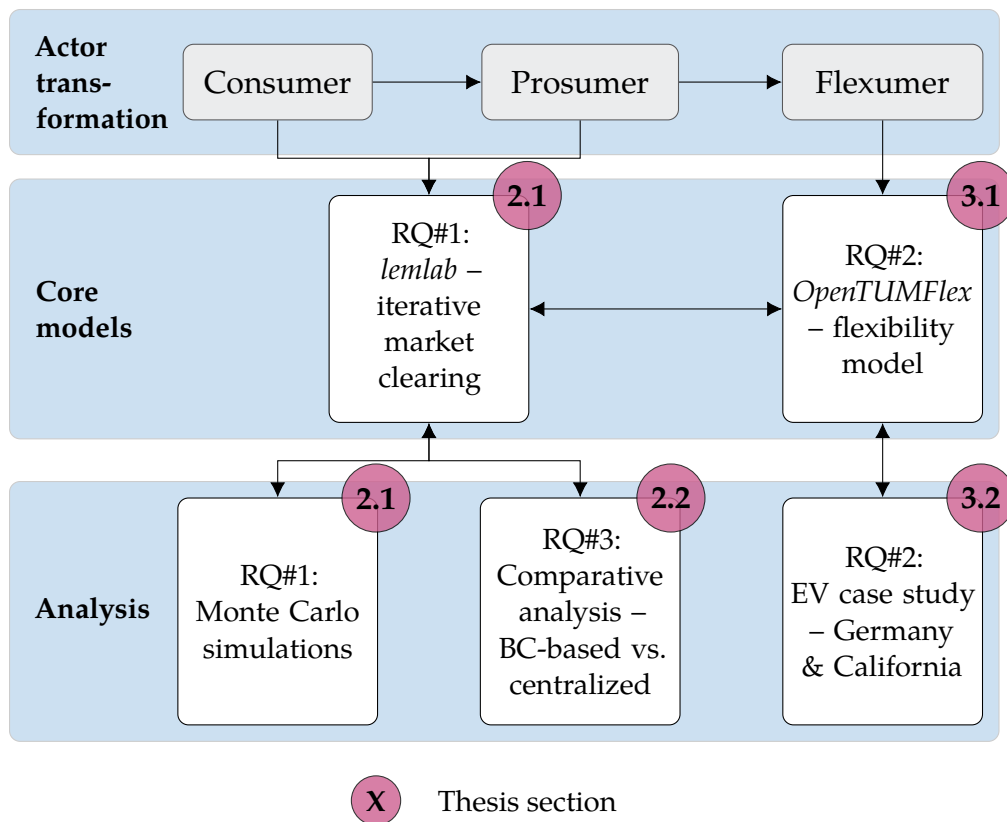 Actor
trans-
formation
Consumer
Prosumer
Flexumer
Core
models
2.1
RQ#1:
lemlab –
iterative
market
clearing
3.1
RQ#2:
OpenTUMFlex
– flexibility
model
Analysis
2.1
RQ#1:
Monte Carlo
simulations
2.2
RQ#3:
Comparative
analysis –
BC-based vs.
centralized
3.2
RQ#2:
EV case study
– Germany
& California
X Thesis section